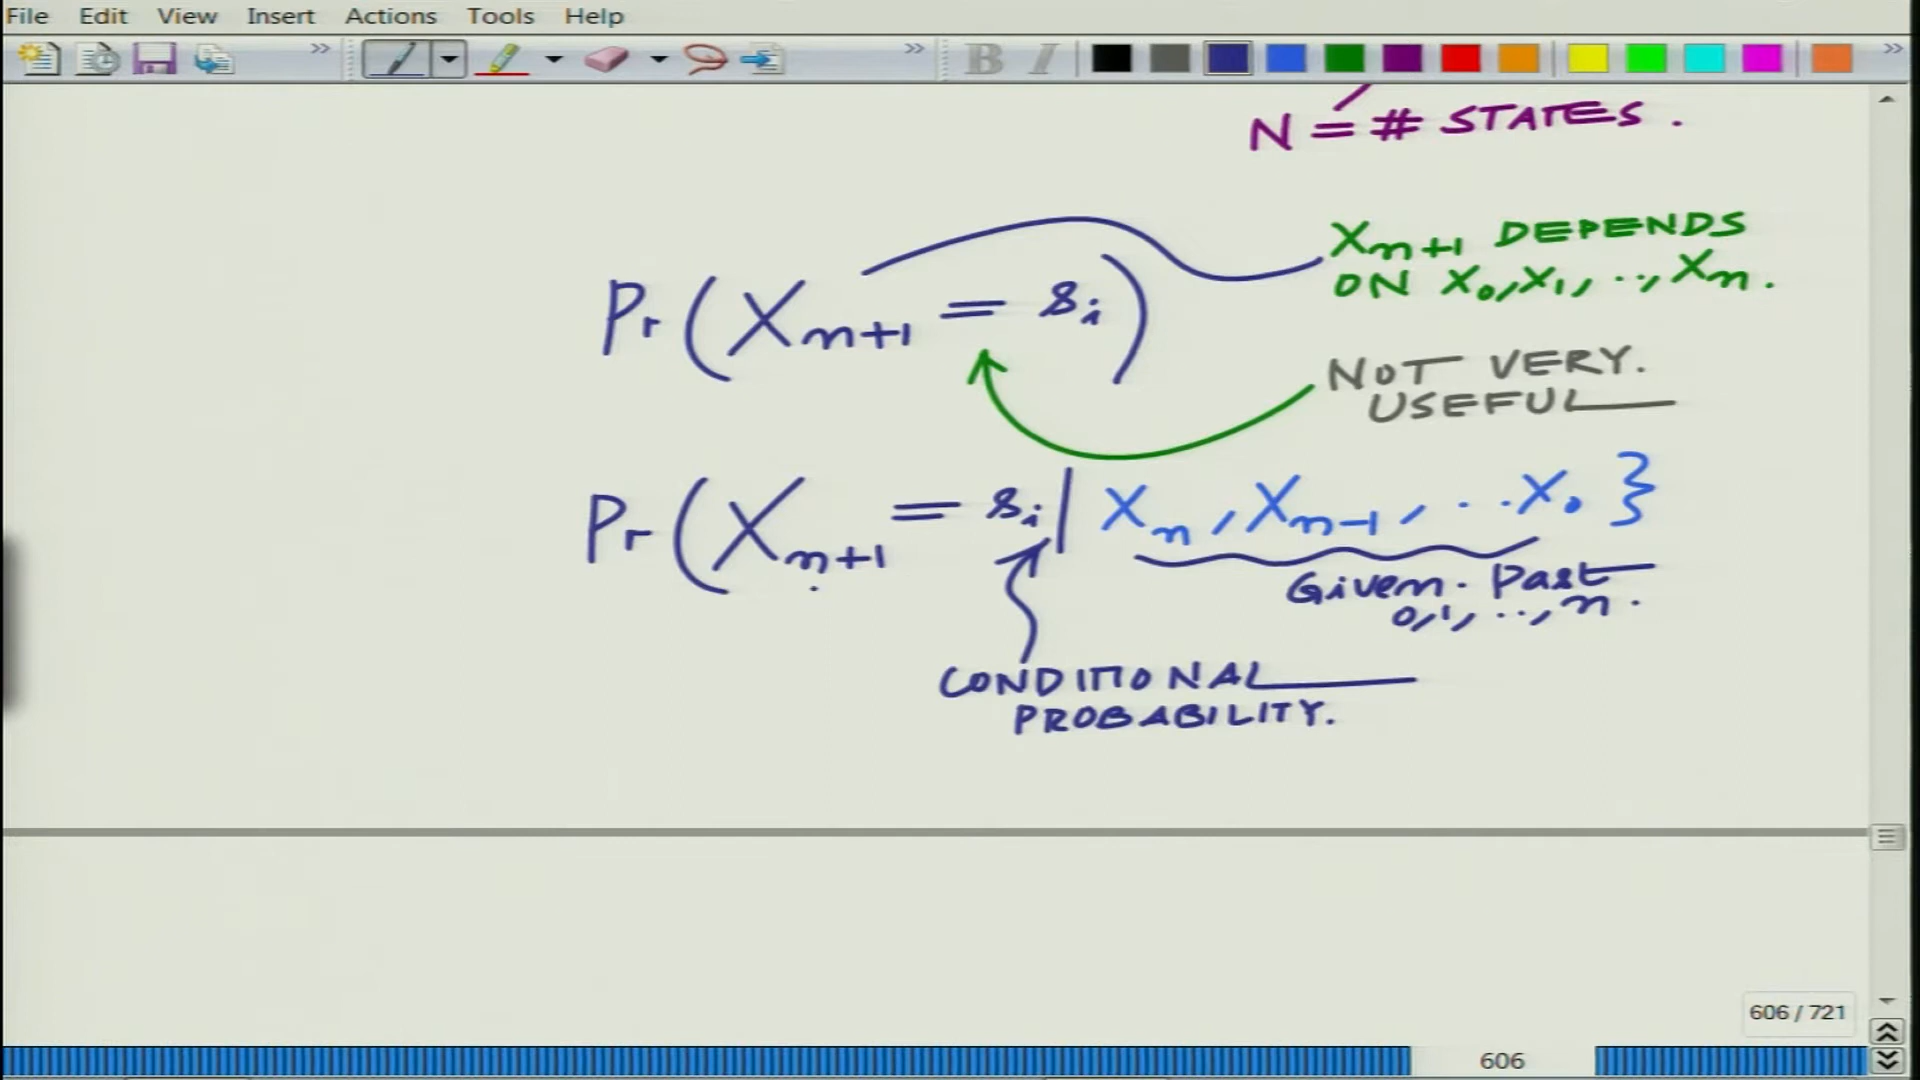 File Edit View Insert Actions Tools Help
B I
N = # STATES.
Xn+1 DEPENDS
ON X0, X1, .., Xn.
Pr(Xn+1 = si)
NOT VERY.
USEFUL
Pr(Xn+1 = si | Xn, Xn-1, ..X0 }
Given. Past
0,1, .., n.
CONDITIONAL
PROBABILITY.
606 / 721
606